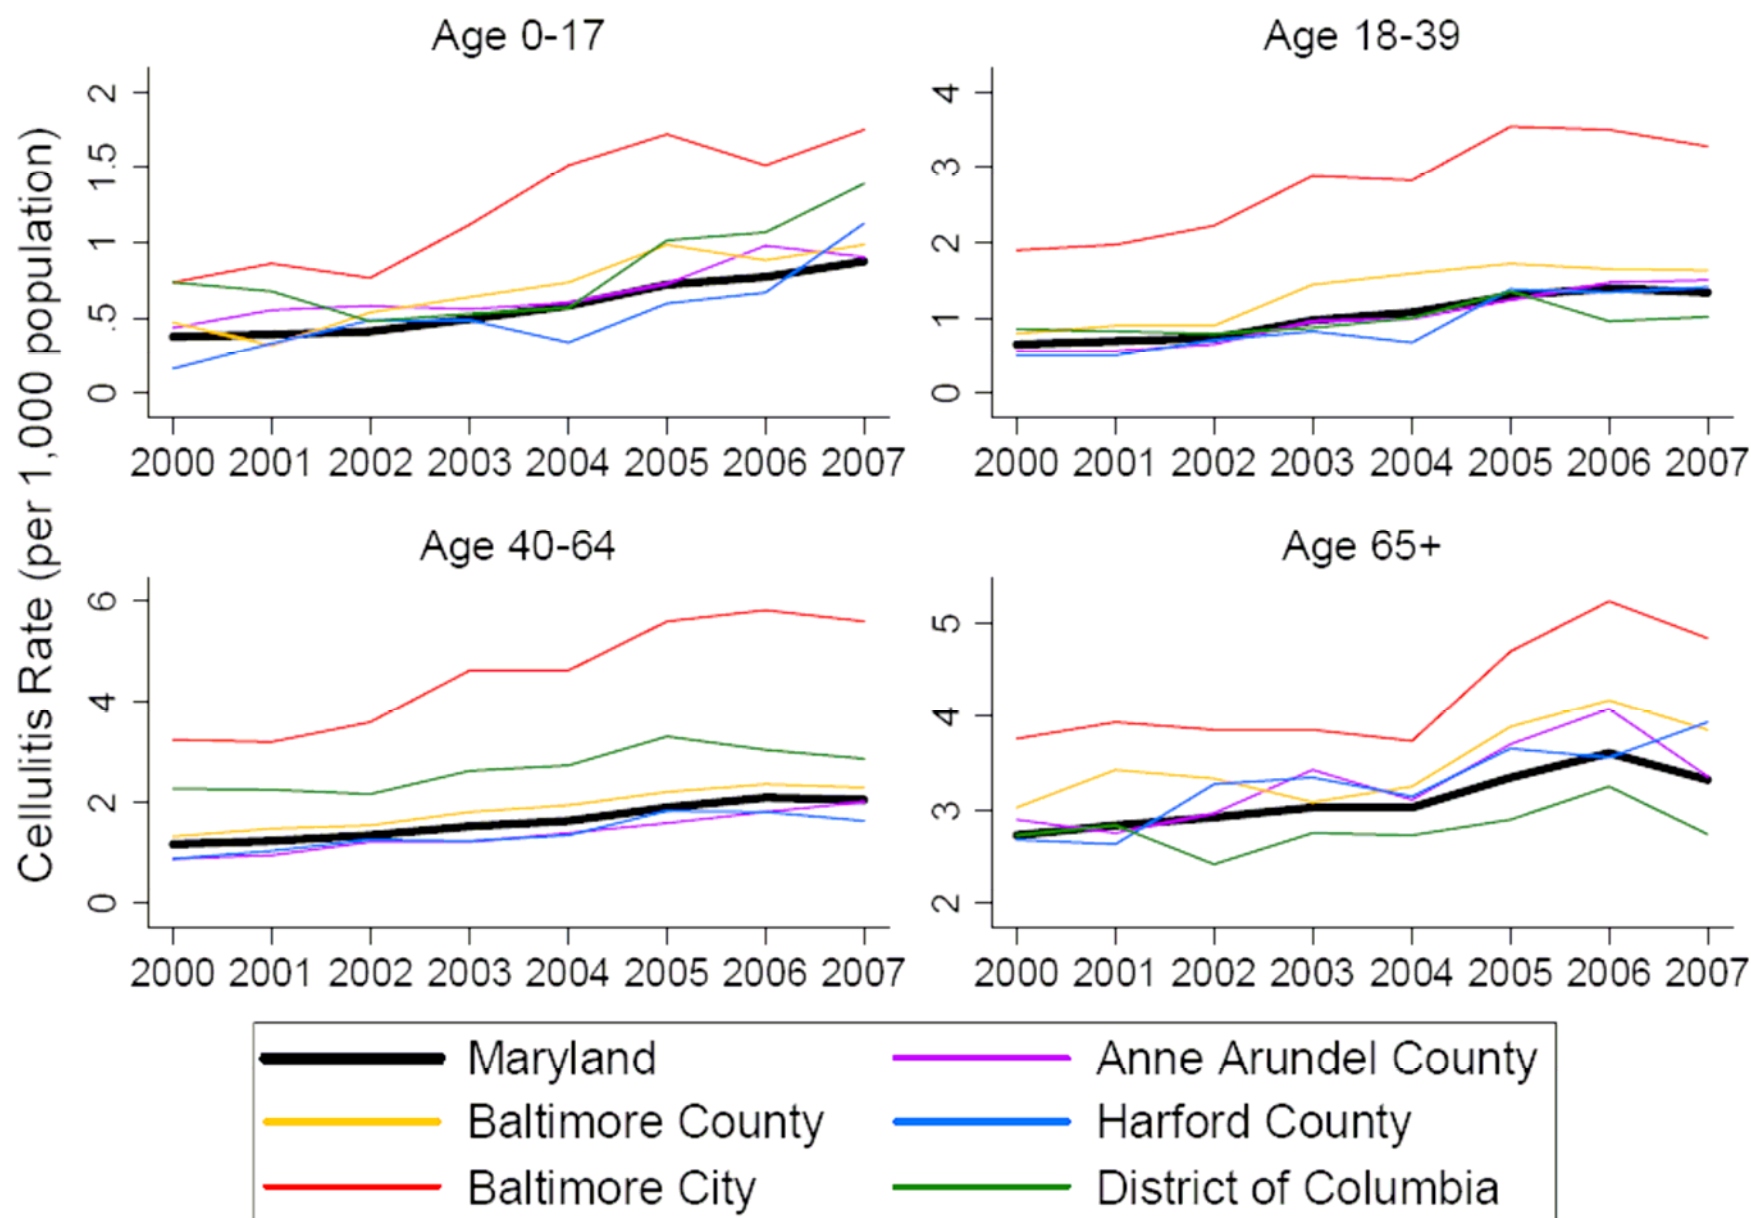 Age 0-17
Age 18-39
Cellulitis Rate (per 1,000 population)
2
1.5
1
.5
0
2000 2001 2002 2003 2004 2005 2006 2007
4
3
2
1
0
2000 2001 2002 2003 2004 2005 2006 2007
Age 40-64
Age 65+
6
4
2
0
2000 2001 2002 2003 2004 2005 2006 2007
5
4
3
2
2000 2001 2002 2003 2004 2005 2006 2007
Maryland
Anne Arundel County
Baltimore County
Harford County
Baltimore City
District of Columbia